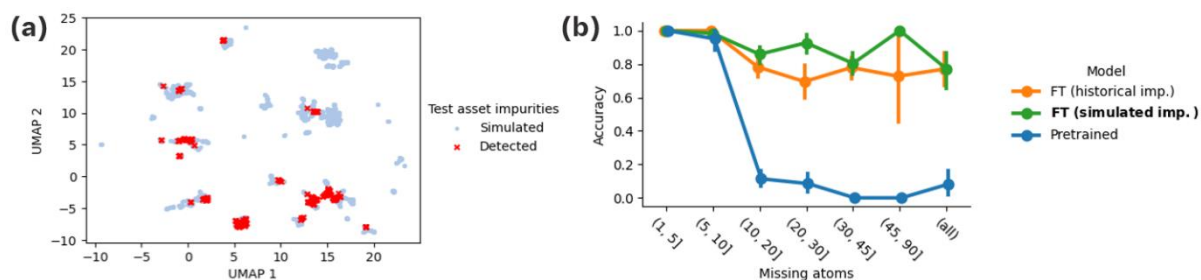 (a)
25
20
15
10
5
0
−5
−10
UMAP 2
−10 −5 0 5 10 15 20
UMAP 1
Test asset impurities
Simulated
Detected
(b)
1.0
0.8
0.6
0.4
0.2
0.0
Accuracy
(1, 5] (5, 10] (10, 20] (20, 30] (30, 45] (45, 90] (all)
Missing atoms
Model
FT (historical imp.)
FT (simulated imp.)
Pretrained